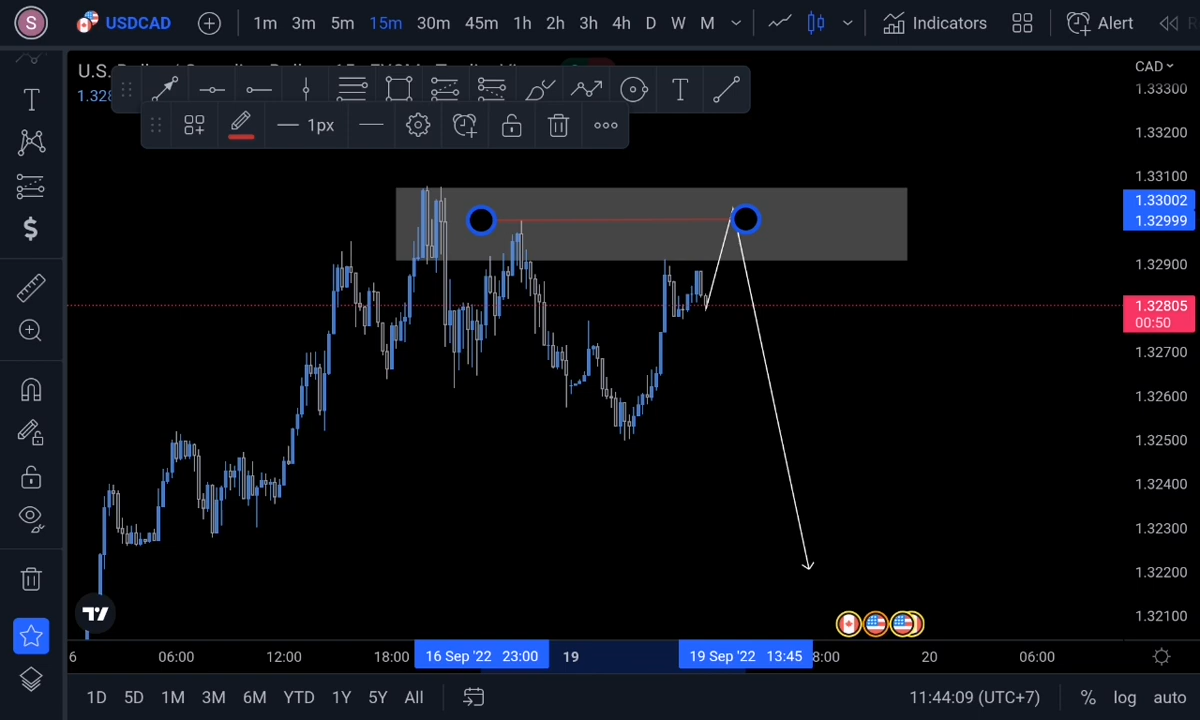 S USDCAD 1m 3m 5m 15m 30m 45m 1h 2h 3h 4h D W M Indicators Alert
U.S.
1.328
1px
CAD
1.33300
1.33200
1.33100
1.33002
1.32999
1.32900
1.32805
00:50
1.32700
1.32600
1.32500
1.32400
1.32300
1.32200
1.32100
6 06:00 12:00 18:00 16 Sep '22 23:00 19 19 Sep '22 13:45 8:00 20 06:00
1D 5D 1M 3M 6M YTD 1Y 5Y All 11:44:09 (UTC+7) % log auto